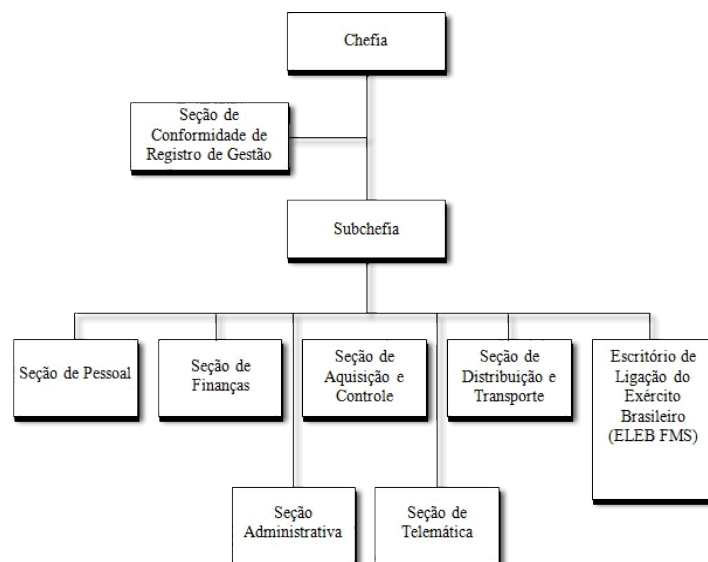 Chefia
Seção de
Conformidade de
Registro de Gestão
Subchefia
Seção de Pessoal
Seção de
Finanças
Seção de
Aquisição e
Controle
Seção de
Distribuição e
Transporte
Escritório de
Ligação do
Exército
Brasileiro
(ELEB FMS)
Seção
Administrativa
Seção de
Telemática